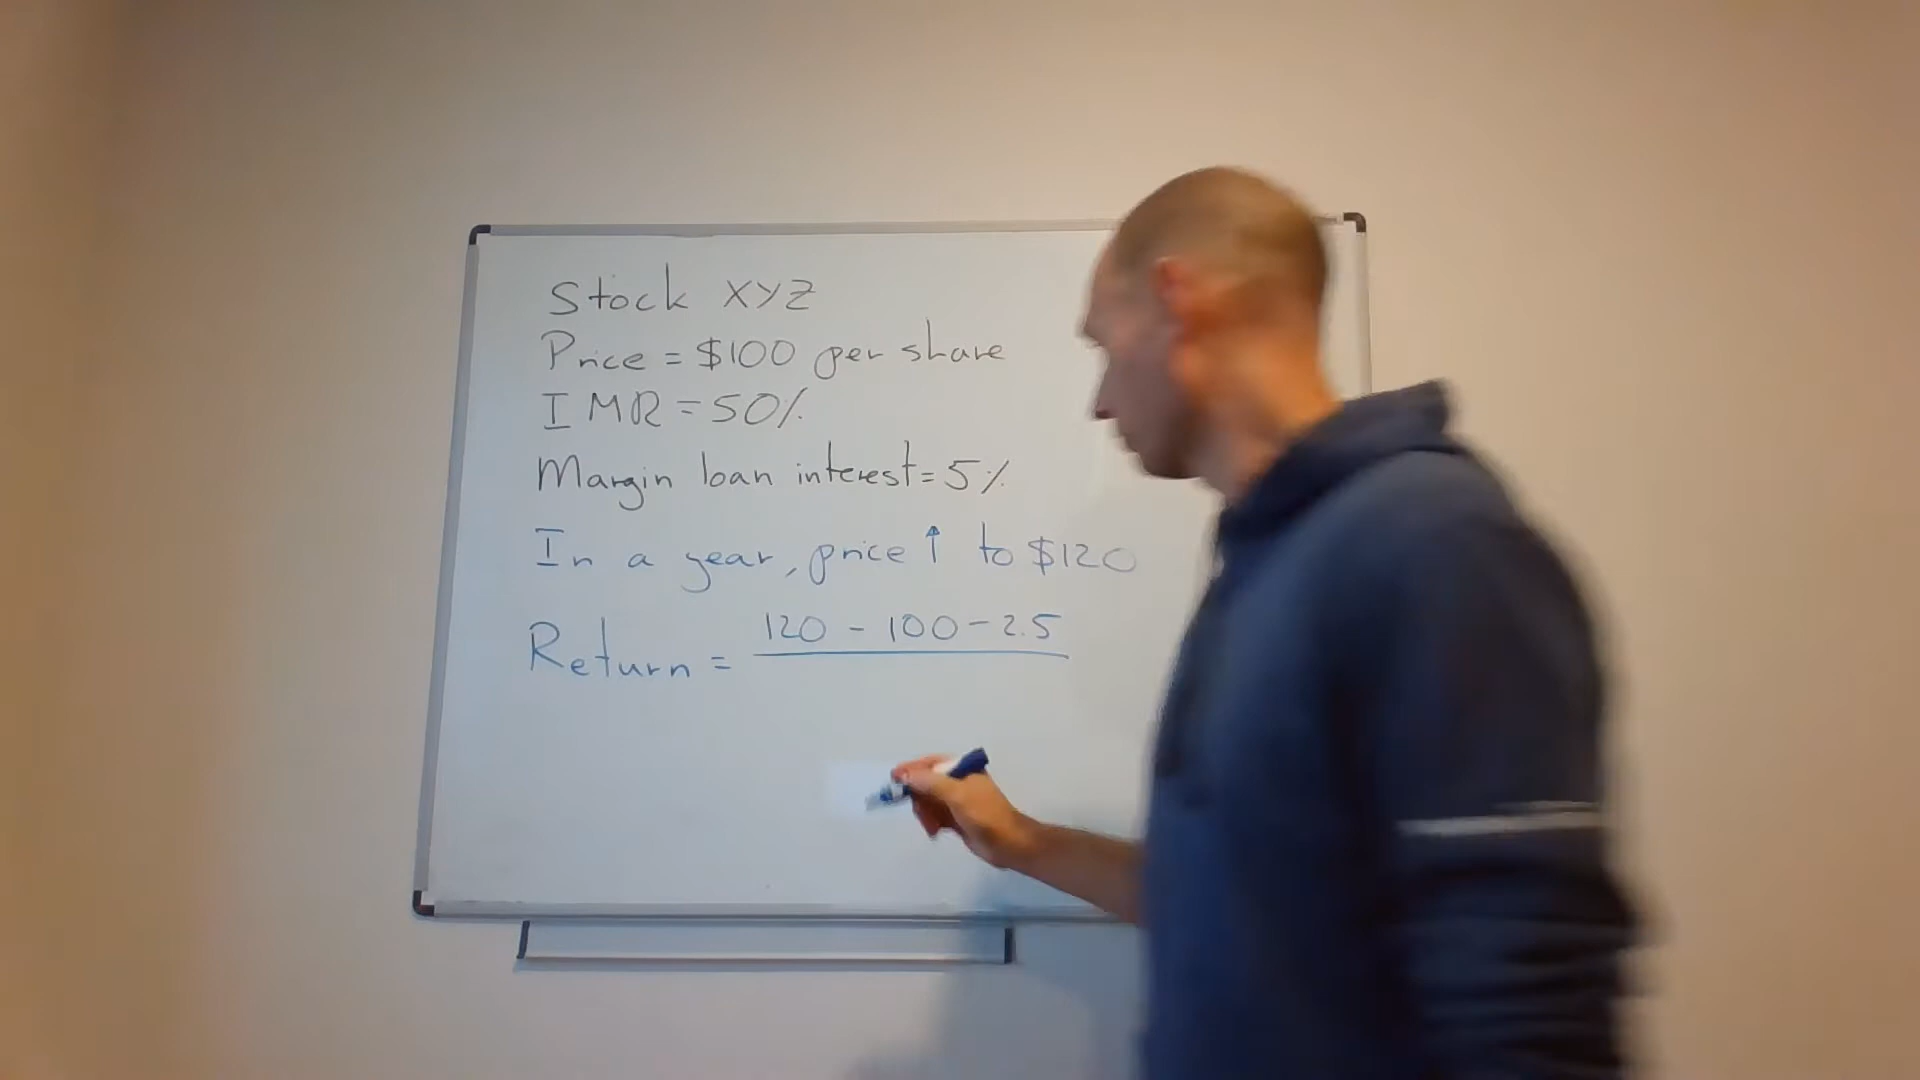 Stock XYZ
Price = $100 per share
IMR = 50%
Margin loan interest = 5%
In a year, price ↑ to $120
Return = 120 - 100 - 2.5